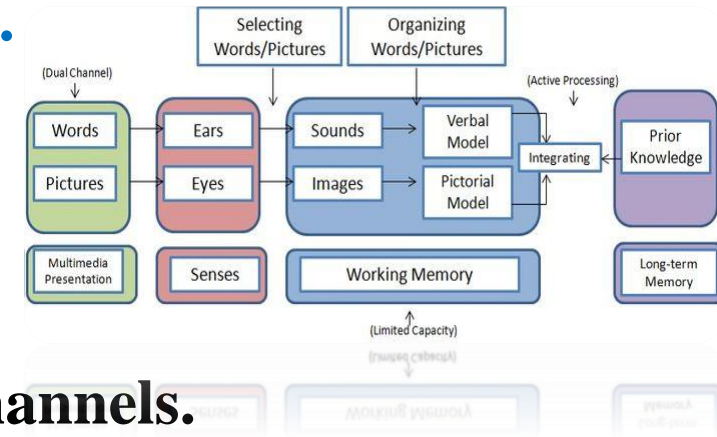 Selecting
Words/Pictures
Organizing
Words/Pictures
(Dual Channel)
(Active Processing)
Words
Ears
Sounds
Verbal
Model
Integrating
Prior
Knowledge
Pictures
Eyes
Images
Pictorial
Model
Multimedia
Presentation
Senses
Working Memory
Long-term
Memory
(Limited Capacity)
hannels.